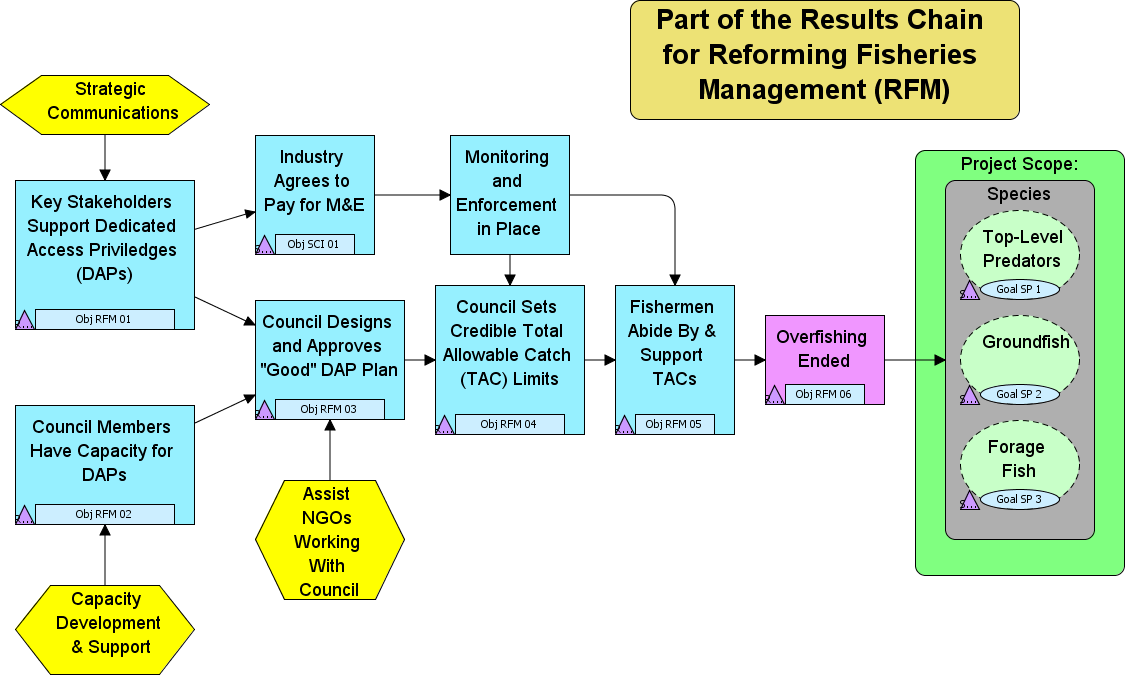 Part of the Results Chain
for Reforming Fisheries
Management (RFM)
Strategic
Communications
Key Stakeholders
Support Dedicated
Access Priviledges
(DAPs)
S...
Obj RFM 01
Council Members
Have Capacity for
DAPs
S...
Obj RFM 02
Capacity
Development
& Support
Industry
Agrees to
Pay for M&E
S...
Obj SCI 01
Council Designs
and Approves
"Good" DAP Plan
S...
Obj RFM 03
Assist
NGOs
Working
With
Council
Monitoring
and
Enforcement
in Place
Council Sets
Credible Total
Allowable Catch
(TAC) Limits
S...
Obj RFM 04
Fishermen
Abide By &
Support
TACs
S...
Obj RFM 05
Overfishing
Ended
S...
Obj RFM 06
Project Scope:
Species
Top-Level
Predators
S...
Goal SP 1
Groundfish
S...
Goal SP 2
Forage
Fish
S...
Goal SP 3